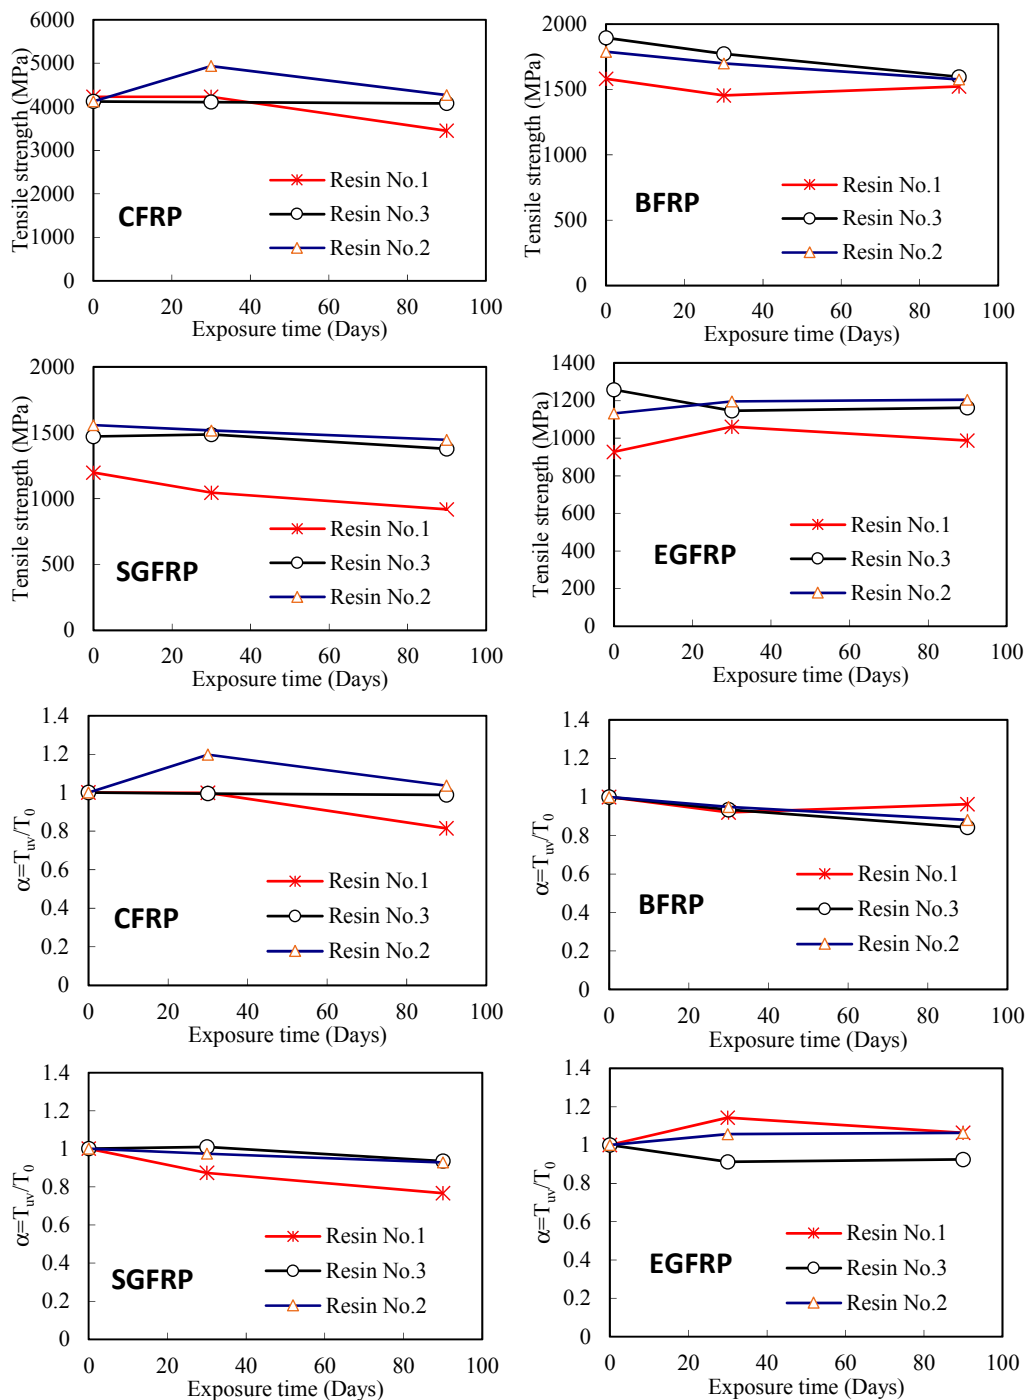 6000
5000
4000
3000
2000
1000
0
Tensile strength (MPa)
CFRP
Resin No.1
Resin No.3
Resin No.2
0 20 40 60 80 100
Exposure time (Days)
2000
1500
1000
500
0
Tensile strength (MPa)
BFRP
Resin No.1
Resin No.3
Resin No.2
0 20 40 60 80 100
Exposure time (Days)
2000
1500
1000
500
0
Tensile strength (MPa)
SGFRP
Resin No.1
Resin No.3
Resin No.2
0 20 40 60 80 100
Exposure time (Days)
1400
1200
1000
800
600
400
200
0
Tensile strength (MPa)
EGFRP
Resin No.1
Resin No.3
Resin No.2
0 20 40 60 80 100
Exposure time (Days)
1.4
1.2
1
0.8
0.6
0.4
0.2
0
α=Tuv/T0
CFRP
Resin No.1
Resin No.3
Resin No.2
0 20 40 60 80 100
Exposure time (Days)
1.4
1.2
1
0.8
0.6
0.4
0.2
0
α=Tuv/T0
BFRP
Resin No.1
Resin No.3
Resin No.2
0 20 40 60 80 100
Exposure time (Days)
1.4
1.2
1
0.8
0.6
0.4
0.2
0
α=Tuv/T0
SGFRP
Resin No.1
Resin No.3
Resin No.2
0 20 40 60 80 100
Exposure time (Days)
1.4
1.2
1
0.8
0.6
0.4
0.2
0
α=Tuv/T0
EGFRP
Resin No.1
Resin No.3
Resin No.2
0 20 40 60 80 100
Exposure time (Days)